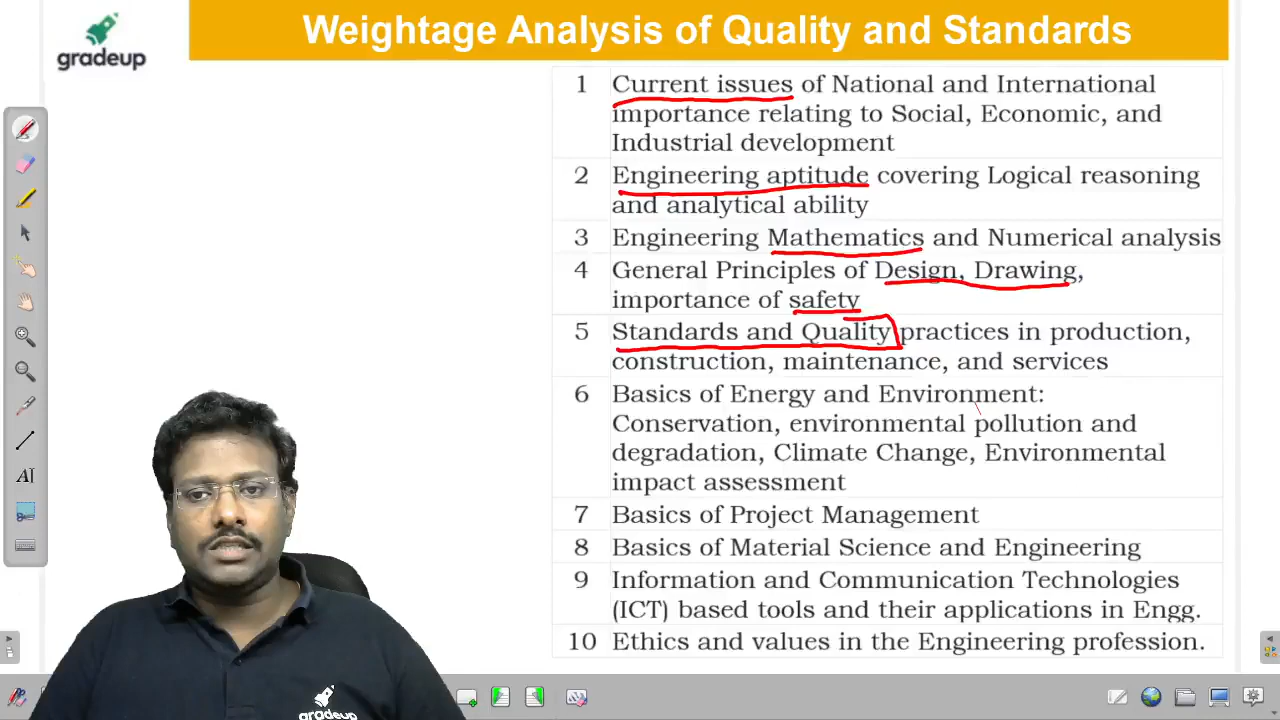 gradeup
Weightage Analysis of Quality and Standards
1 Current issues of National and International
importance relating to Social, Economic, and
Industrial development
2 Engineering aptitude covering Logical reasoning
and analytical ability
3 Engineering Mathematics and Numerical analysis
4 General Principles of Design, Drawing,
importance of safety
5 Standards and Quality practices in production,
construction, maintenance, and services
6 Basics of Energy and Environment:
Conservation, environmental pollution and
degradation, Climate Change, Environmental
impact assessment
7 Basics of Project Management
8 Basics of Material Science and Engineering
9 Information and Communication Technologies
(ICT) based tools and their applications in Engg.
10 Ethics and values in the Engineering profession.
gradeup